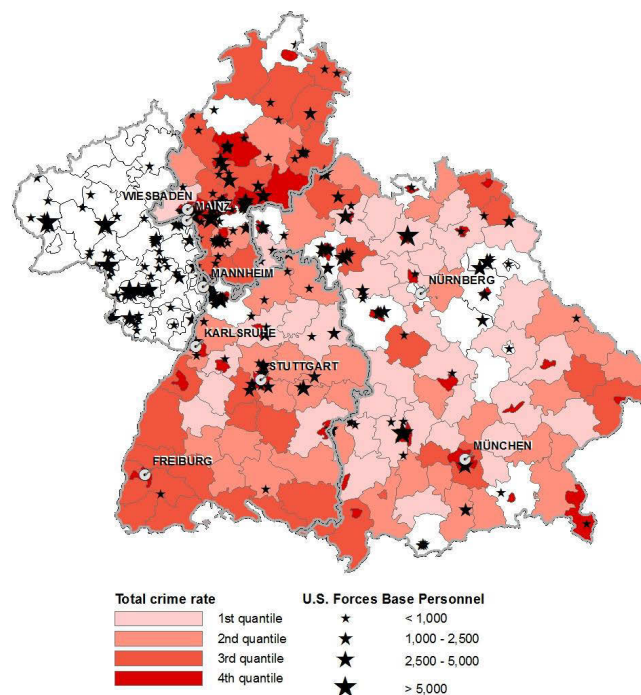 WIESBADEN
MAINZ
MANNHEIM
NÜRNBERG
KARLSRUHE
STUTTGART
FREIBURG
MÜNCHEN
Total crime rate
1st quantile
2nd quantile
3rd quantile
4th quantile
U.S. Forces Base Personnel
< 1,000
1,000 - 2,500
2,500 - 5,000
> 5,000